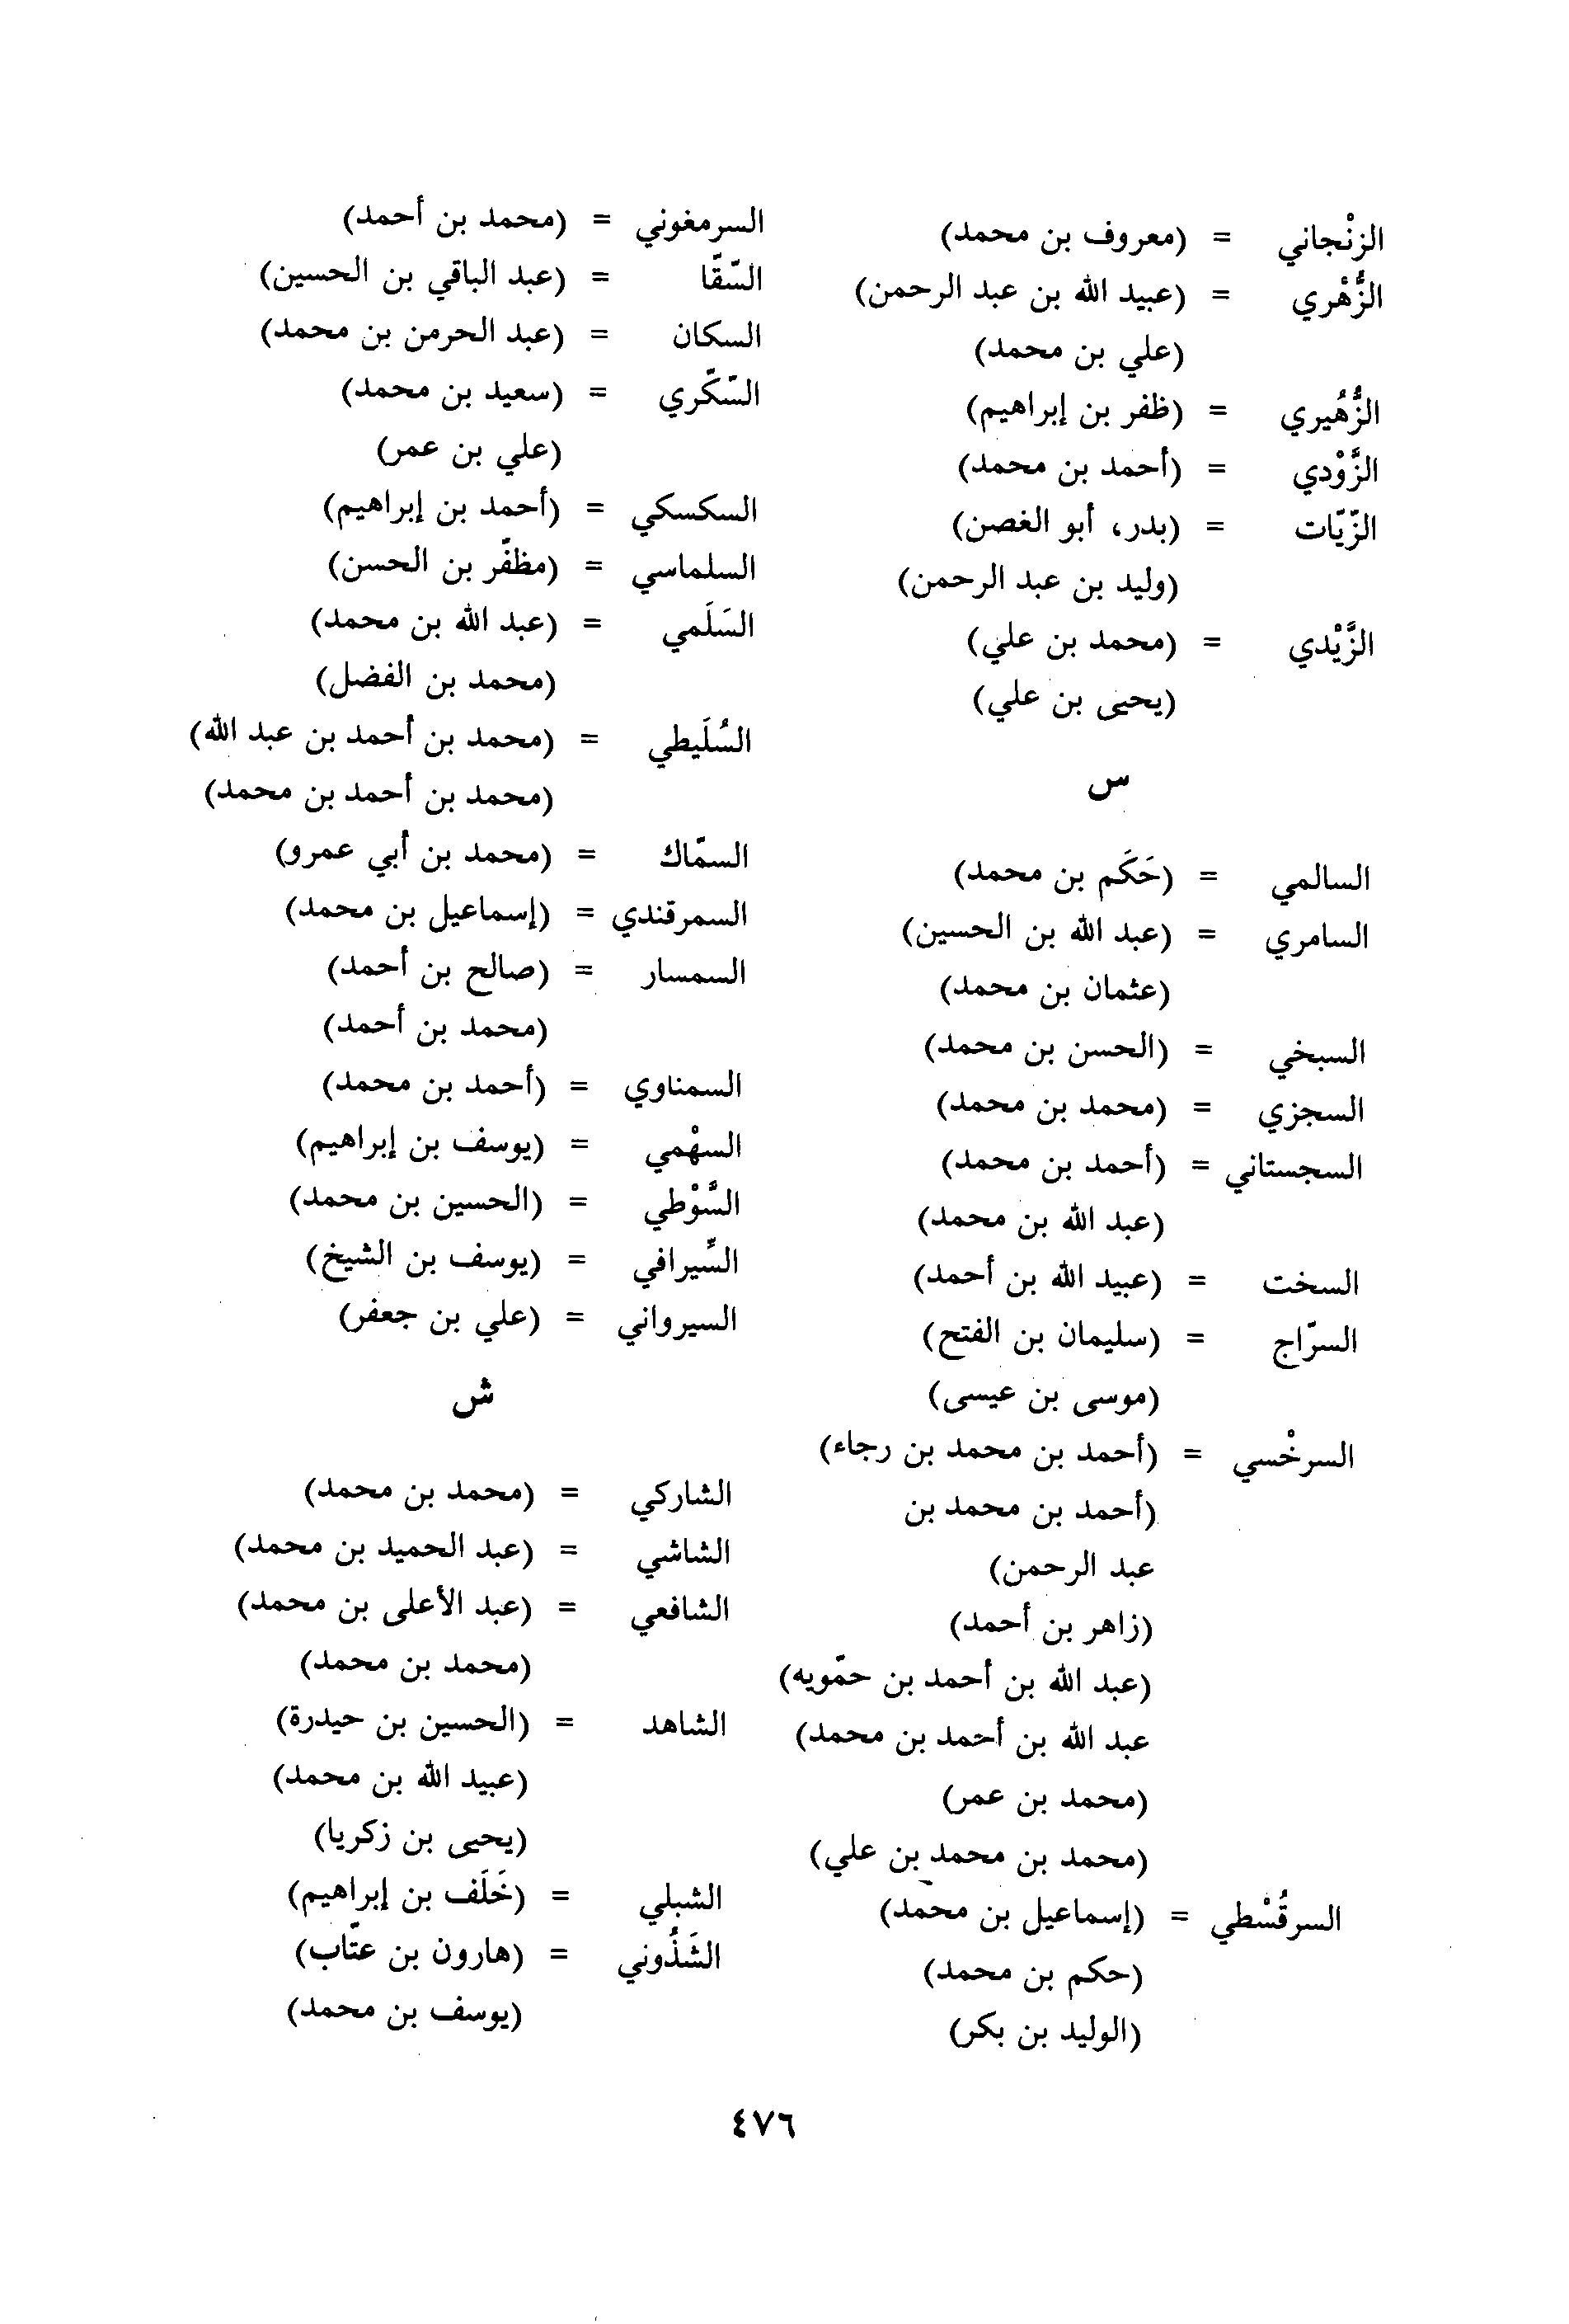 الزنْجاني = (معروف بن محمد)
الزُّهْري = (عبيد الله بن عبد الرحمن)
(علي بن محمد)
الزُّهُيري = (ظفر بن إبراهيم)
الزَّوْدي = (أحمد بن محمد)
الزّيّات = (بدر، أبو الغصن)
(وليد بن عبد الرحمن)
الزَّيْدي = (محمد بن علي)
(يحيى بن علي)
س
السالمي = (حَكَم بن محمد)
السامري = (عبد الله بن الحسين)
(عثمان بن محمد)
السبخي = (الحسن بن محمد)
السجزي = (محمد بن محمد)
السجستاني = (أحمد بن محمد)
(عبد الله بن محمد)
السخت = (عبيد الله بن أحمد)
السرّاج = (سليمان بن الفتح)
(موسى بن عيسى)
السرخْسي = (أحمد بن محمد بن رجاء)
(أحمد بن محمد بن
عبد الرحمن)
(زاهر بن أحمد)
(عبد الله بن أحمد بن حمّويه)
عبد الله بن أحمد بن محمد)
(محمد بن عمر)
(محمد بن محمد بن علي)
السرقُسْطي = (إسماعيل بن محمد)
(حكم بن محمد)
(الوليد بن بكر)
السرمغوني = (محمد بن أحمد)
السّقّا = (عبد الباقي بن الحسين)
السكان = (عبد الحرمن بن محمد)
السّكّري = (سعيد بن محمد)
(علي بن عمر)
السكسكي = (أحمد بن إبراهيم)
السلماسي = (مظفّر بن الحسن)
السَلَمي = (عبد الله بن محمد)
(محمد بن الفضل)
السُلَيطي = (محمد بن أحمد بن عبد الله)
(محمد بن أحمد بن محمد)
السمّاك = (محمد بن أبي عمرو)
السمرقندي = (إسماعيل بن محمد)
السمسار = (صالح بن أحمد)
(محمد بن أحمد)
السمناوي = (أحمد بن محمد)
السهْمي = (يوسف بن إبراهيم)
السَّوْطي = (الحسين بن محمد)
السِّيرافي = (يوسف بن الشيخ)
السيرواني = (علي بن جعفر)
ش
الشاركي = (محمد بن محمد)
الشاشي = (عبد الحميد بن محمد)
الشافعي = (عبد الأعلى بن محمد)
(محمد بن محمد)
الشاهد = (الحسين بن حيدرة)
(عبيد الله بن محمد)
(يحيى بن زكريا)
الشبلي = (خَلَف بن إبراهيم)
الشَذُوني = (هارون بن عتّاب)
(يوسف بن محمد)
٤٧٦